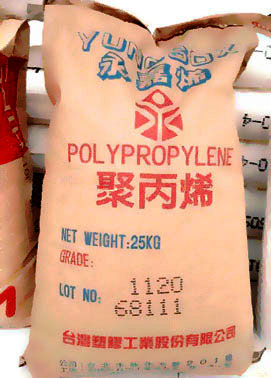 YUNGSOX
永嘉烯
POLYPROPYLENE
聚丙烯
NET WEIGHT:25KG
GRADE: 1120
LOT NO: 68111
台灣塑膠工業股份有限公司